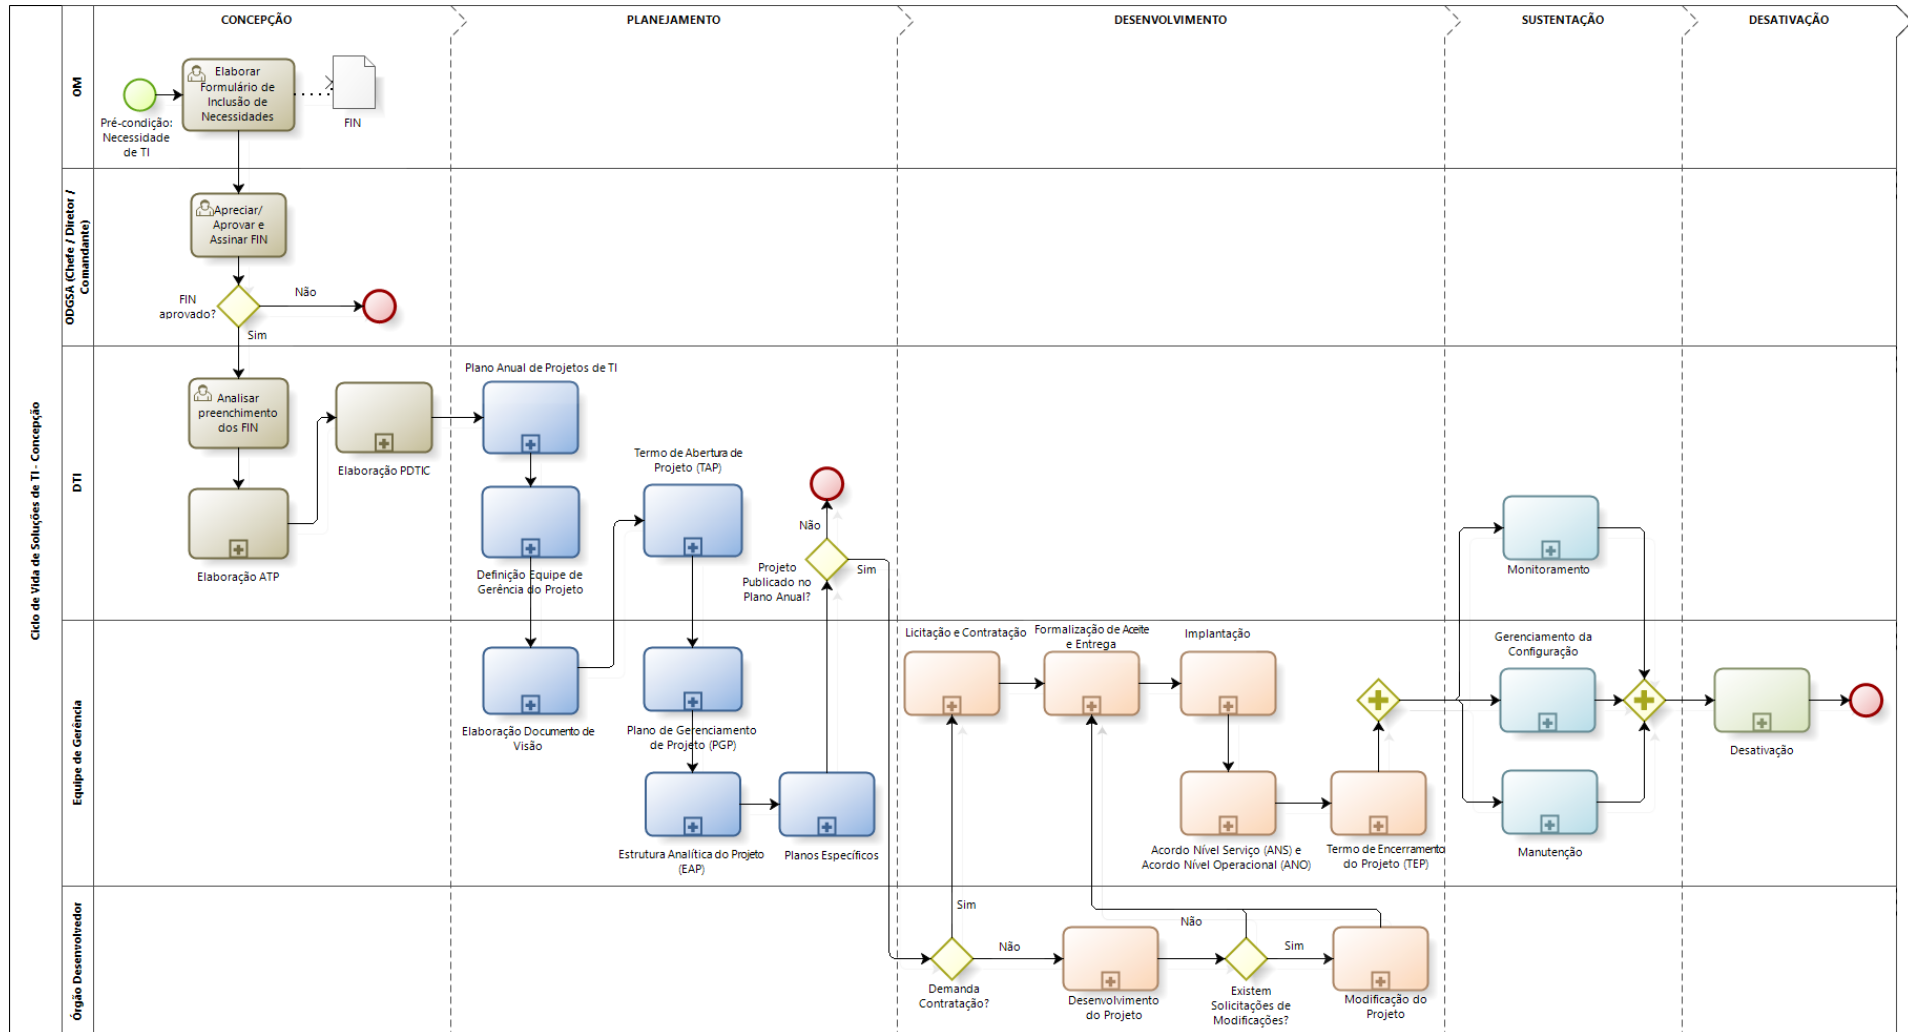 CONCEPÇÃO
PLANEJAMENTO
DESENVOLVIMENTO
SUSTENTAÇÃO
DESATIVAÇÃO
Ciclo de Vida de Soluções de TI - Concepção
OM
Pré-condição:
Necessidade
de TI
Elaborar
Formulário de
Inclusão de
Necessidades
FIN
ODGSA (Chefe / Diretor /
Comandante)
Apreciar/
Aprovar e
Assinar FIN
FIN
aprovado?
Não
Sim
DTI
Analisar
preenchimento
dos FIN
Elaboração ATP
Elaboração PDTIC
Plano Anual de Projetos de TI
Definição Equipe de
Gerência do Projeto
Termo de Abertura de
Projeto (TAP)
Não
Projeto
Publicado no
Plano Anual?
Sim
Monitoramento
Equipe de Gerência
Elaboração Documento de
Visão
Plano de Gerenciamento
de Projeto (PGP)
Estrutura Analítica do Projeto
(EAP)
Planos Específicos
Licitação e Contratação
Formalização de Aceite
e Entrega
Implantação
Acordo Nível Serviço (ANS) e
Acordo Nível Operacional (ANO)
Termo de Encerramento
do Projeto (TEP)
Gerenciamento da
Configuração
Manutenção
Desativação
Órgão Desenvolvedor
Sim
Demanda
Contratação?
Não
Desenvolvimento
do Projeto
Não
Existem
Solicitações de
Modificações?
Sim
Modificação do
Projeto